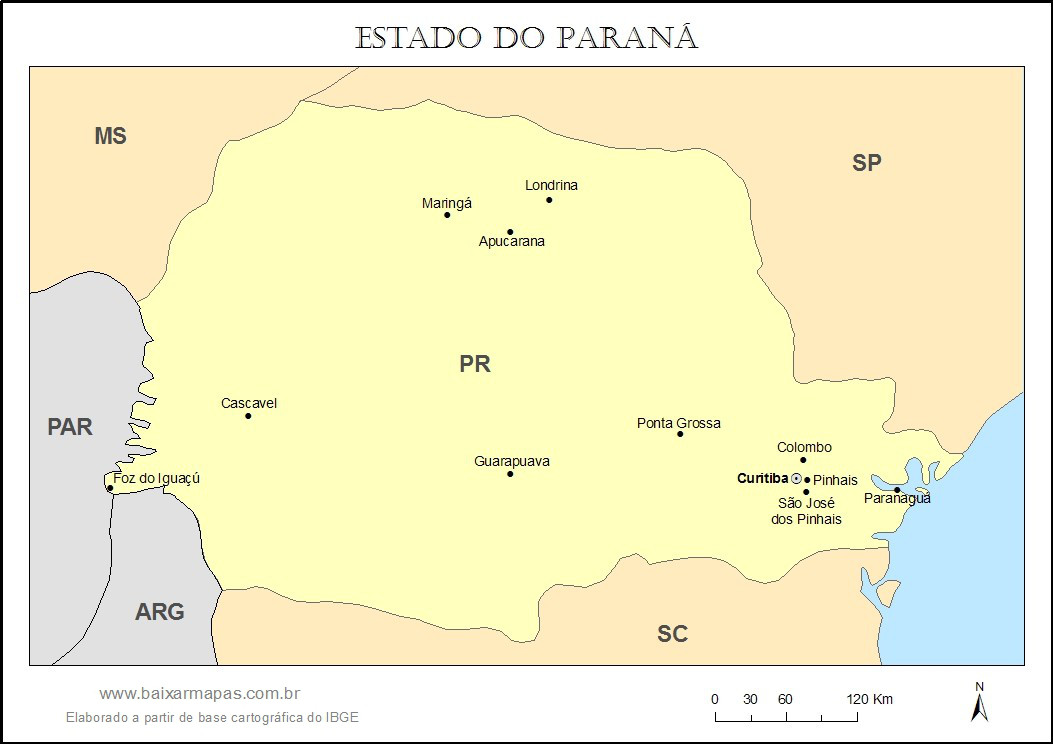 ESTADO DO PARANÁ
MS
SP
Londrina
Maringá
Apucarana
PR
Cascavel
PAR
Ponta Grossa
Colombo
Guarapuava
Foz do Iguaçú
Curitiba
Pinhais
Paranaguá
São José
dos Pinhais
ARG
SC
www.baixarmapas.com.br
Elaborado a partir de base cartográfica do IBGE
0 30 60 120 Km
N